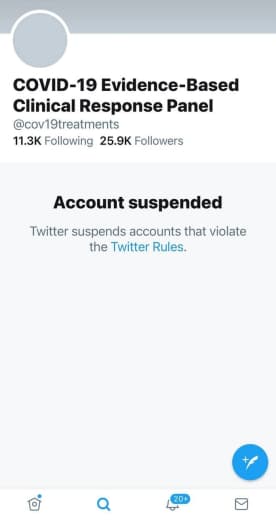 COVID-19 Evidence-Based
Clinical Response Panel
@cov19treatments
11.3K Following 25.9K Followers
Account suspended
Twitter suspends accounts that violate
the Twitter Rules.
20+